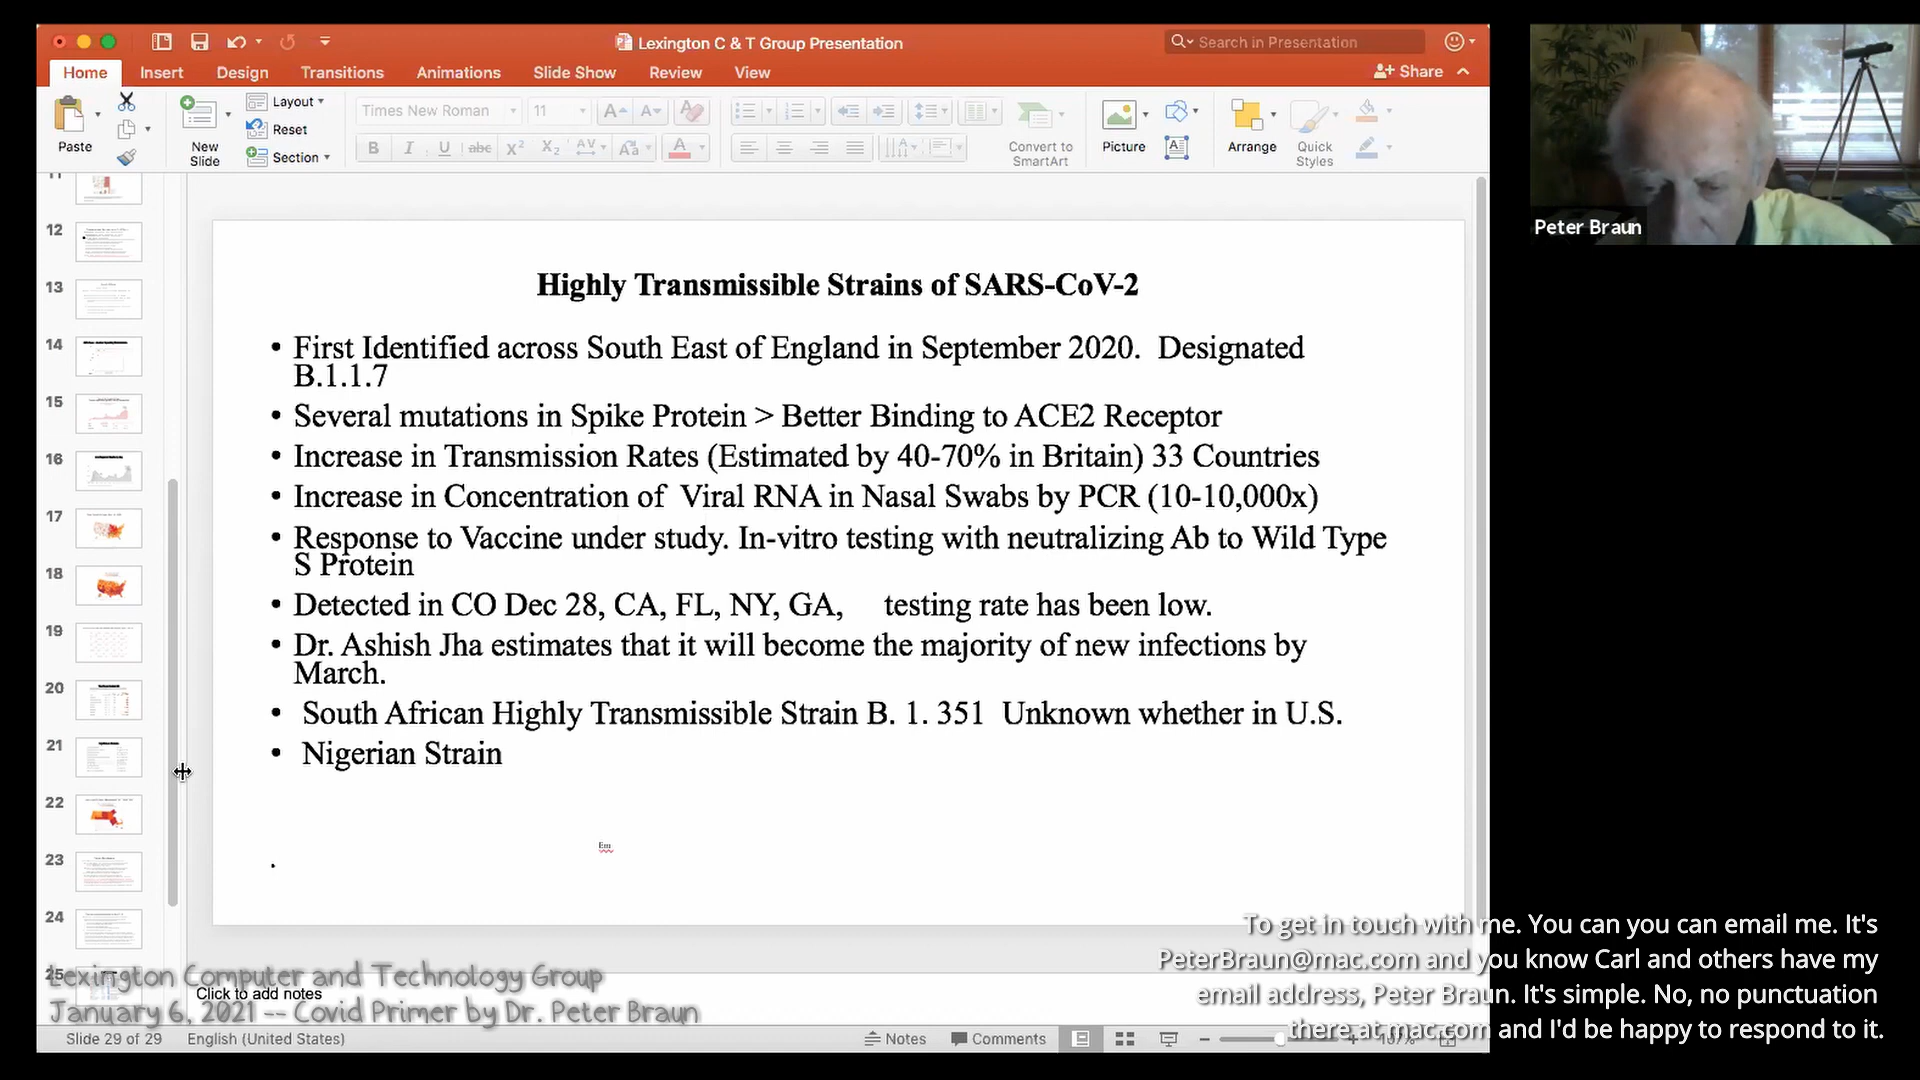 Lexington C & T Group Presentation
Search in Presentation
Home Insert Design Transitions Animations Slide Show Review View
Share
Paste
New Slide
Layout
Reset
Section
Times New Roman 11
B I U abc X² X₂ AV Aa A
Convert to SmartArt
Picture
Arrange
Quick Styles
Peter Braun
12
13
14
15
16
17
18
19
20
21
22
23
24
25
Highly Transmissible Strains of SARS-CoV-2
• First Identified across South East of England in September 2020. Designated
B.1.1.7
• Several mutations in Spike Protein > Better Binding to ACE2 Receptor
• Increase in Transmission Rates (Estimated by 40-70% in Britain) 33 Countries
• Increase in Concentration of Viral RNA in Nasal Swabs by PCR (10-10,000x)
• Response to Vaccine under study. In-vitro testing with neutralizing Ab to Wild Type
S Protein
• Detected in CO Dec 28, CA, FL, NY, GA, testing rate has been low.
• Dr. Ashish Jha estimates that it will become the majority of new infections by
March.
• South African Highly Transmissible Strain B. 1. 351 Unknown whether in U.S.
• Nigerian Strain
Em
.
To get in touch with me. You can you can email me. It's
PeterBraun@mac.com and you know Carl and others have my
email address, Peter Braun. It's simple. No, no punctuation
there at mac.com and I'd be happy to respond to it.
Lexington Computer and Technology Group
January 6, 2021 -- Covid Primer by Dr. Peter Braun
Click to add notes
Slide 29 of 29 English (United States)
Notes Comments